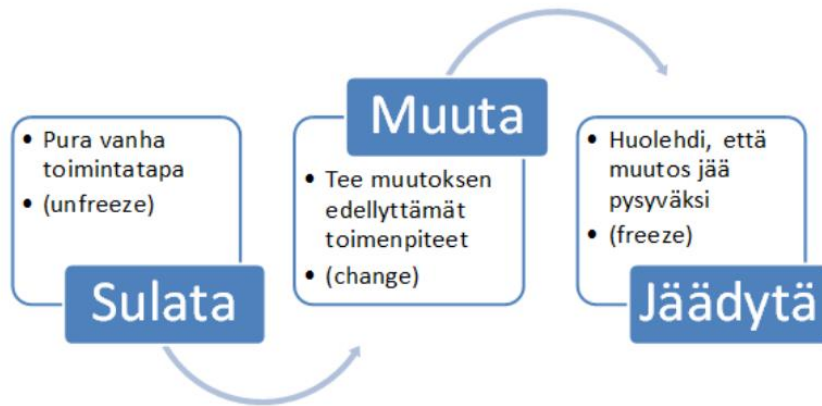 • Pura vanha
toimintatapa
• (unfreeze)
Sulata
Muuta
• Tee muutoksen
edellyttämät
toimenpiteet
• (change)
• Huolehdi, että
muutos jää
pysyväksi
• (freeze)
Jäädytä